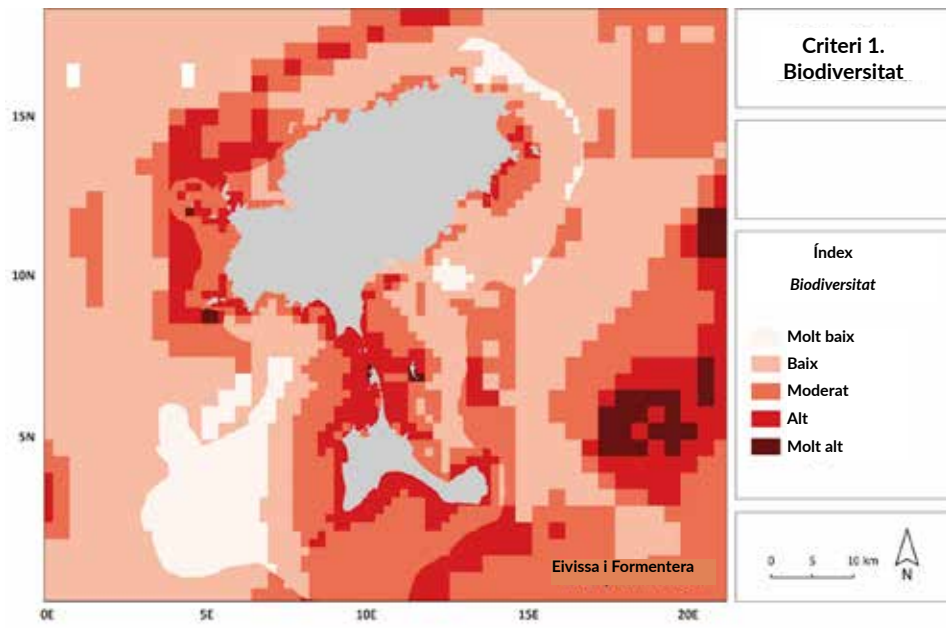 Criteri 1.
Biodiversitat
15N
10N
5N
0E
5E
10E
15E
20E
Eivissa i Formentera
Índex
Biodiversitat
Molt baix
Baix
Moderat
Alt
Molt alt
0 5 10 km
N